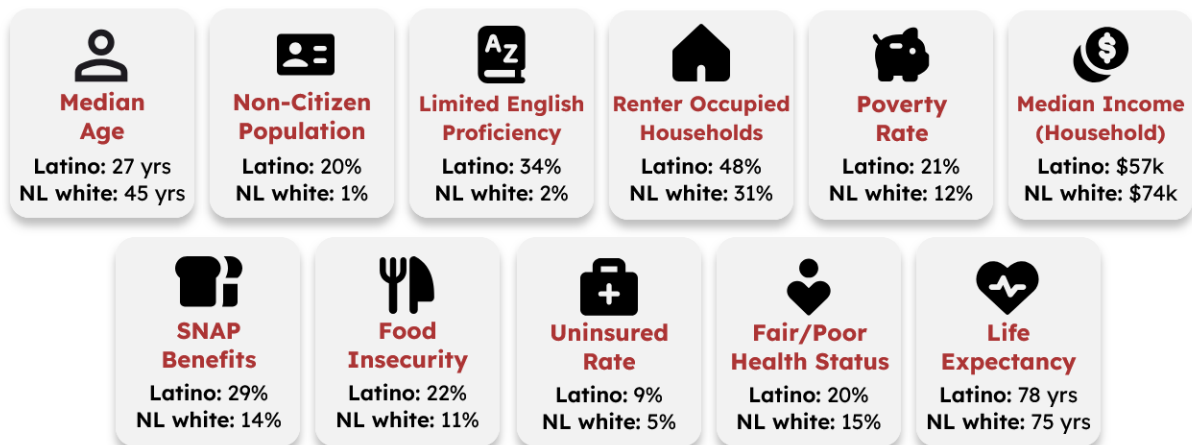 AZ
$
Median
Age
Latino: 27 yrs
NL white: 45 yrs
Non-Citizen
Population
Latino: 20%
NL white: 1%
Limited English
Proficiency
Latino: 34%
NL white: 2%
Renter Occupied
Households
Latino: 48%
NL white: 31%
Poverty
Rate
Latino: 21%
NL white: 12%
Median Income
(Household)
Latino: $57k
NL white: $74k
SNAP
Benefits
Latino: 29%
NL white: 14%
Food
Insecurity
Latino: 22%
NL white: 11%
Uninsured
Rate
Latino: 9%
NL white: 5%
Fair/Poor
Health Status
Latino: 20%
NL white: 15%
Life
Expectancy
Latino: 78 yrs
NL white: 75 yrs